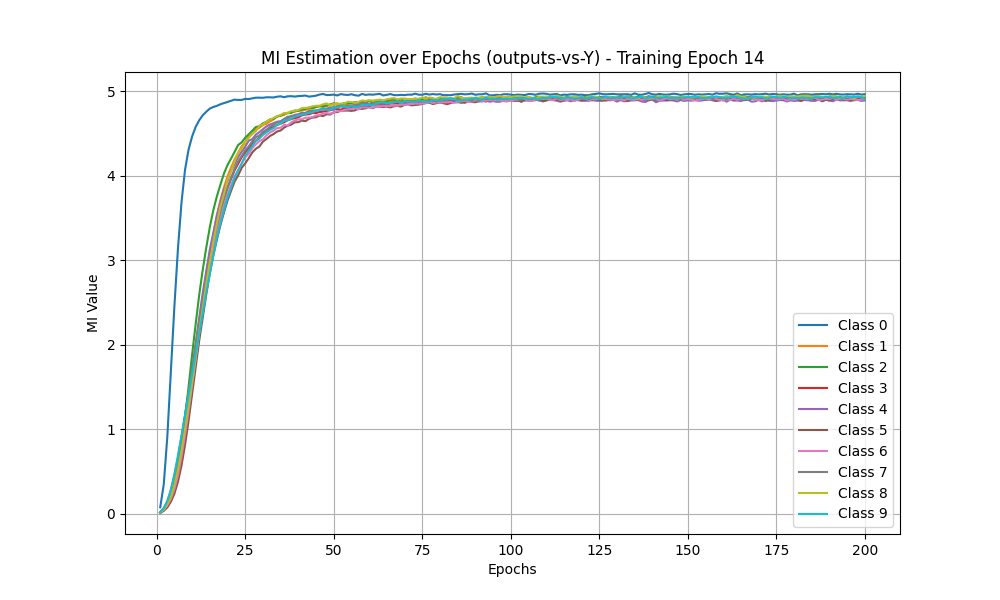 MI Estimation over Epochs (outputs-vs-Y) - Training Epoch 14
MI Value
5
4
3
2
1
0
0 25 50 75 100 125 150 175 200
Epochs
Class 0
Class 1
Class 2
Class 3
Class 4
Class 5
Class 6
Class 7
Class 8
Class 9